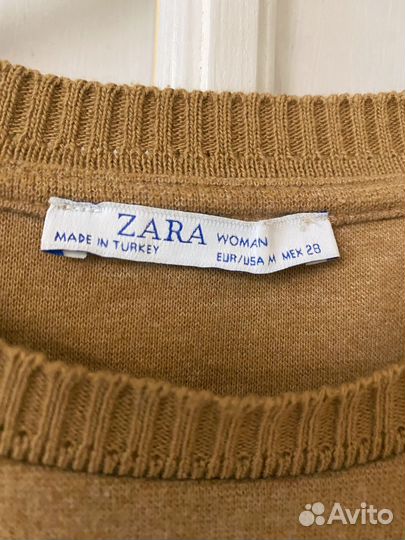 ZARA WOMAN
MADE IN TURKEY EUR/USA M MEX 28
Avito